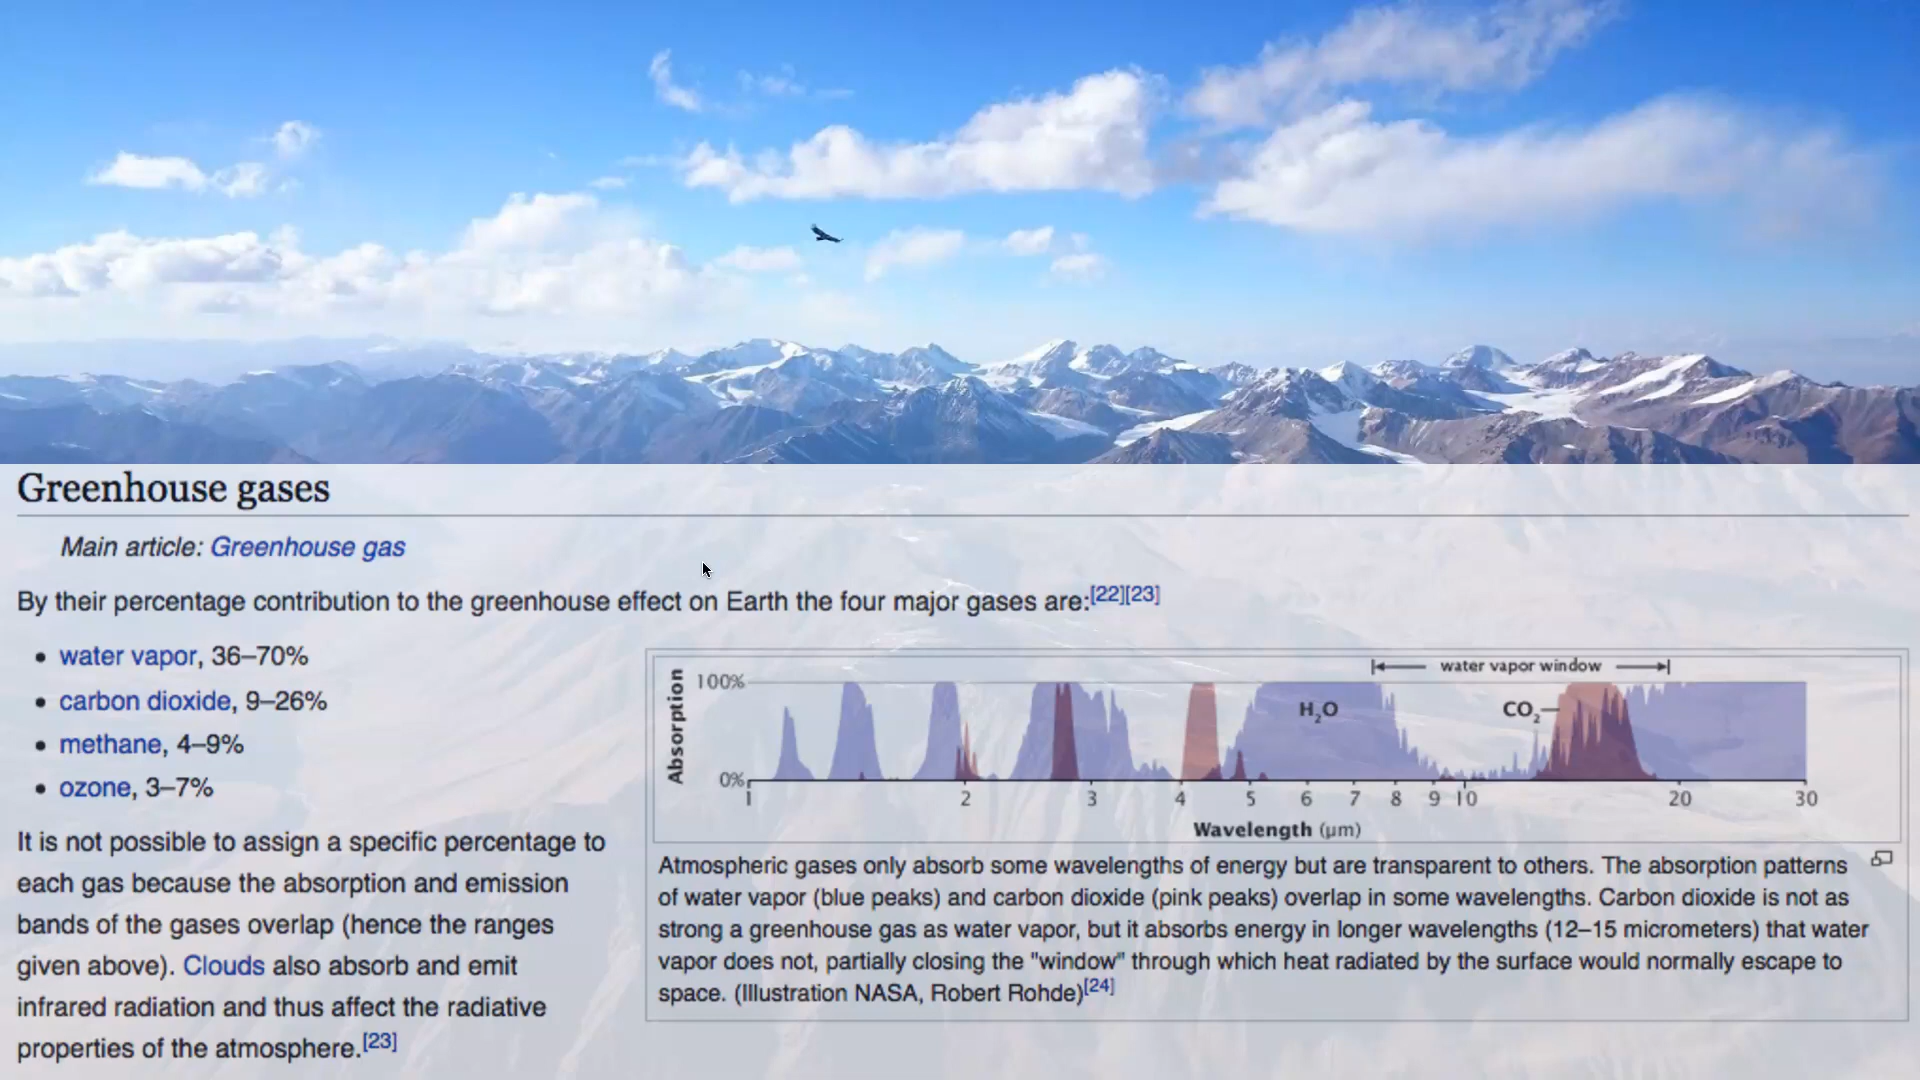 Greenhouse gases
Main article: Greenhouse gas
By their percentage contribution to the greenhouse effect on Earth the four major gases are:[22][23]
• water vapor, 36–70%
• carbon dioxide, 9–26%
• methane, 4–9%
• ozone, 3–7%
It is not possible to assign a specific percentage to
each gas because the absorption and emission
bands of the gases overlap (hence the ranges
given above). Clouds also absorb and emit
infrared radiation and thus affect the radiative
properties of the atmosphere.[23]
water vapor window
Absorption
100%
0%
H₂O
CO₂
1 2 3 4 5 6 7 8 9 10 20 30
Wavelength (µm)
Atmospheric gases only absorb some wavelengths of energy but are transparent to others. The absorption patterns
of water vapor (blue peaks) and carbon dioxide (pink peaks) overlap in some wavelengths. Carbon dioxide is not as
strong a greenhouse gas as water vapor, but it absorbs energy in longer wavelengths (12–15 micrometers) that water
vapor does not, partially closing the "window" through which heat radiated by the surface would normally escape to
space. (Illustration NASA, Robert Rohde)[24]